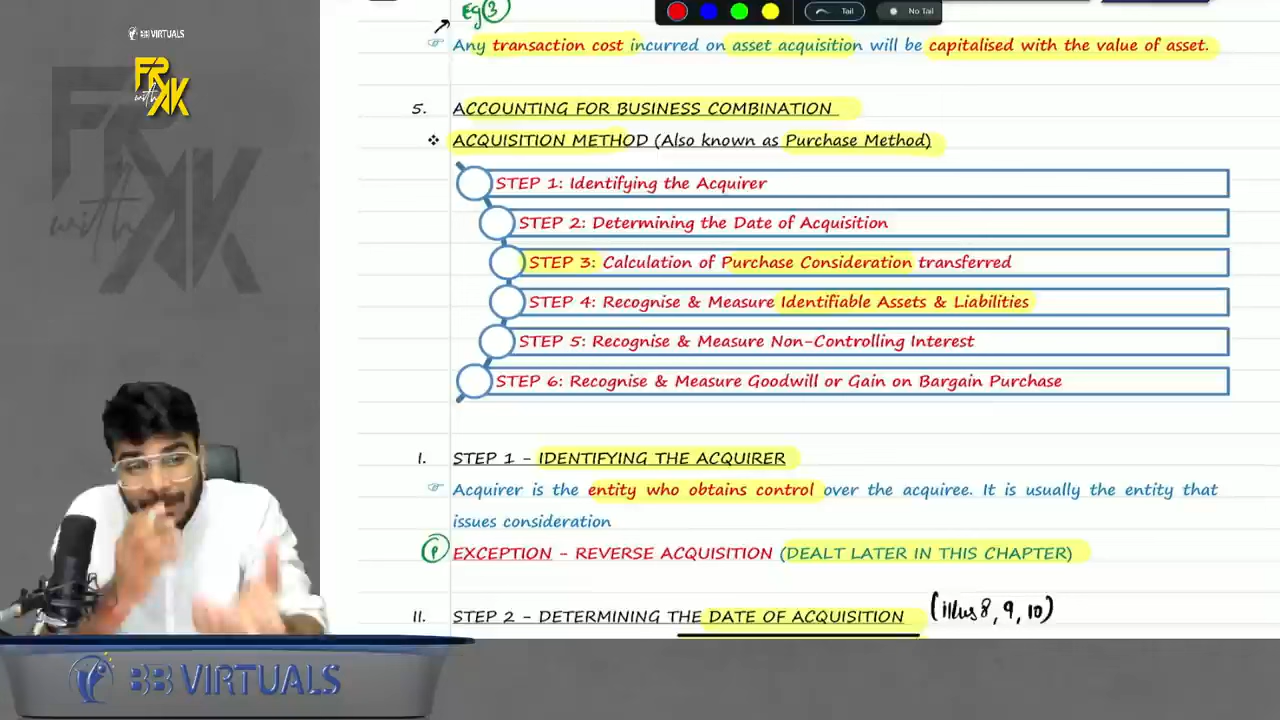 Eg 3
Tail
No Tail
BB VIRTUALS
FR
with
AK
Any transaction cost incurred on asset acquisition will be capitalised with the value of asset.
5. ACCOUNTING FOR BUSINESS COMBINATION
❖ ACQUISITION METHOD (Also known as Purchase Method)
STEP 1: Identifying the Acquirer
STEP 2: Determining the Date of Acquisition
STEP 3: Calculation of Purchase Consideration transferred
STEP 4: Recognise & Measure Identifiable Assets & Liabilities
STEP 5: Recognise & Measure Non-Controlling Interest
STEP 6: Recognise & Measure Goodwill or Gain on Bargain Purchase
I. STEP 1 - IDENTIFYING THE ACQUIRER
Acquirer is the entity who obtains control over the acquiree. It is usually the entity that
issues consideration
EXCEPTION - REVERSE ACQUISITION (DEALT LATER IN THIS CHAPTER)
II. STEP 2 - DETERMINING THE DATE OF ACQUISITION (illus 8, 9, 10)
BB VIRTUALS